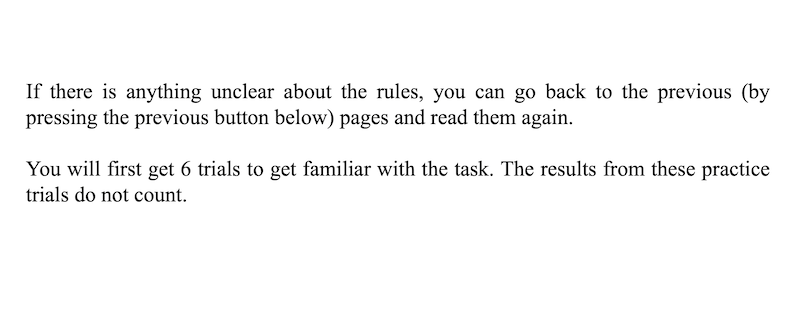 If there is anything unclear about the rules, you can go back to the previous (by
pressing the previous button below) pages and read them again.
You will first get 6 trials to get familiar with the task. The results from these practice
trials do not count.